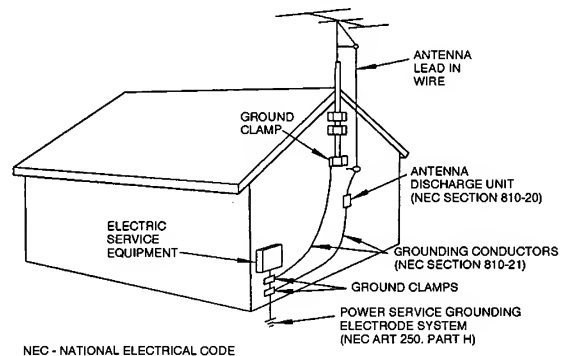 ANTENNA
LEAD IN
WIRE
GROUND
CLAMP
ANTENNA
DISCHARGE UNIT
(NEC SECTION 810-20)
ELECTRIC
SERVICE
EQUIPMENT
GROUNDING CONDUCTORS
(NEC SECTION 810-21)
GROUND CLAMPS
POWER SERVICE GROUNDING
ELECTRODE SYSTEM
(NEC ART 250. PART H)
NEC - NATIONAL ELECTRICAL CODE